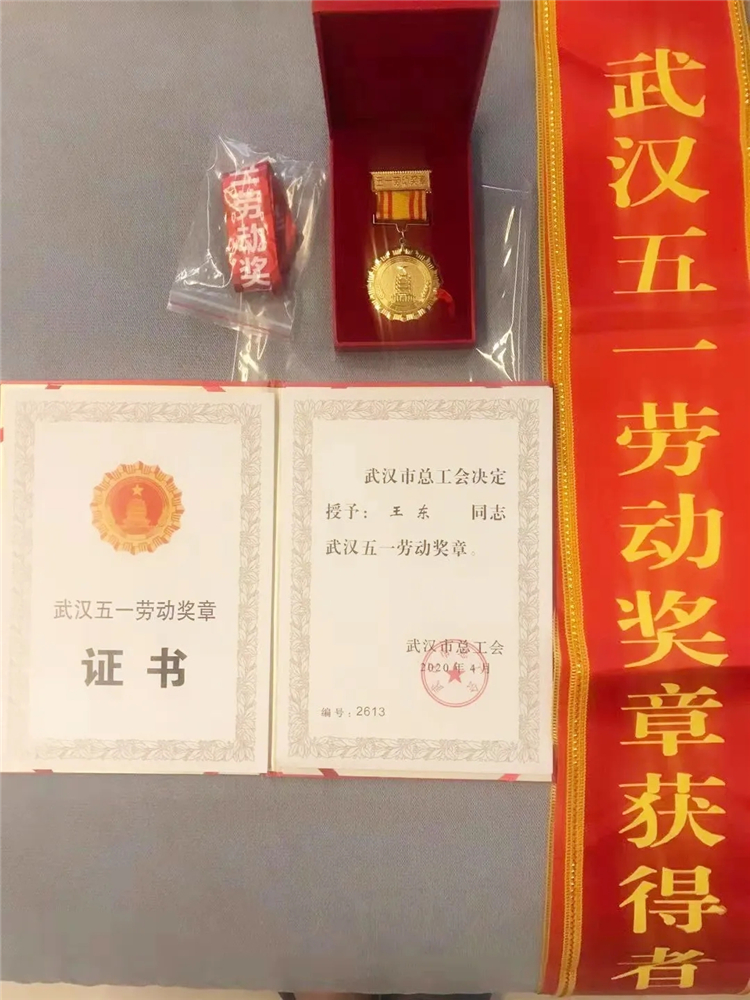 劳动奖
五一劳动奖章
武汉五一劳动奖章
证书
武汉市总工会决定
授予：王东 同志
武汉五一劳动奖章。
武汉市总工会
2020年4月
编号：2613
武汉五一劳动奖章获得者